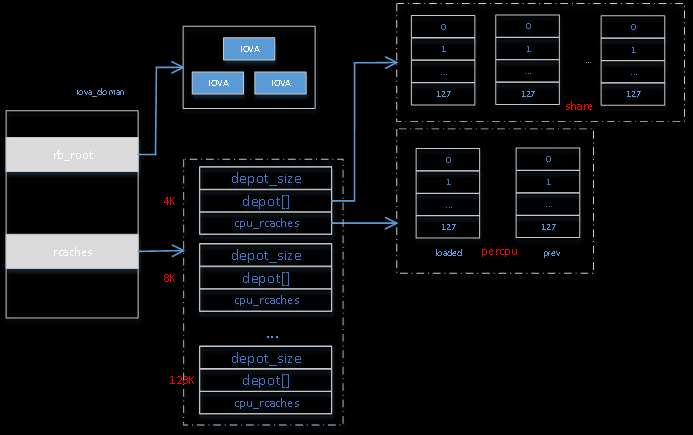 iova_doman
rb_root
rcaches
IOVA
IOVA
IOVA
4K
depot_size
depot[]
cpu_rcaches
8K
depot_size
depot[]
cpu_rcaches
...
128K
depot_size
depot[]
cpu_rcaches
0
1
...
127
0
1
...
127
...
0
1
...
127
share
0
1
...
127
loaded
0
1
...
127
prev
percpu